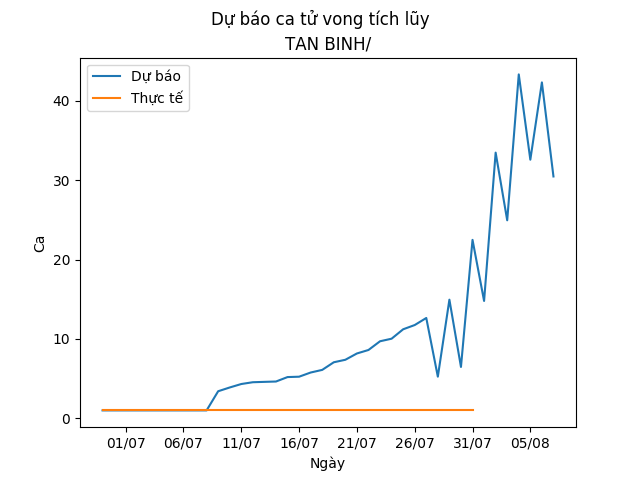 Dự báo ca tử vong tích lũy
TAN BINH/
Dự báo
Thực tế
Ca
40
30
20
10
0
01/07 06/07 11/07 16/07 21/07 26/07 31/07 05/08
Ngày